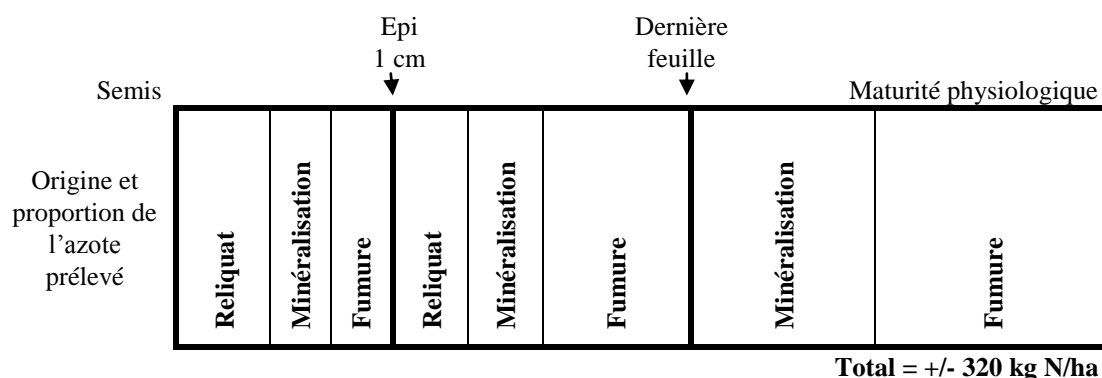 Epi
1 cm
Dernière
feuille
Semis
Maturité physiologique
Origine et
proportion de
l'azote
prélevé
Reliquat
Minéralisation
Fumure
Reliquat
Minéralisation
Fumure
Minéralisation
Fumure
Total = +/- 320 kg N/ha